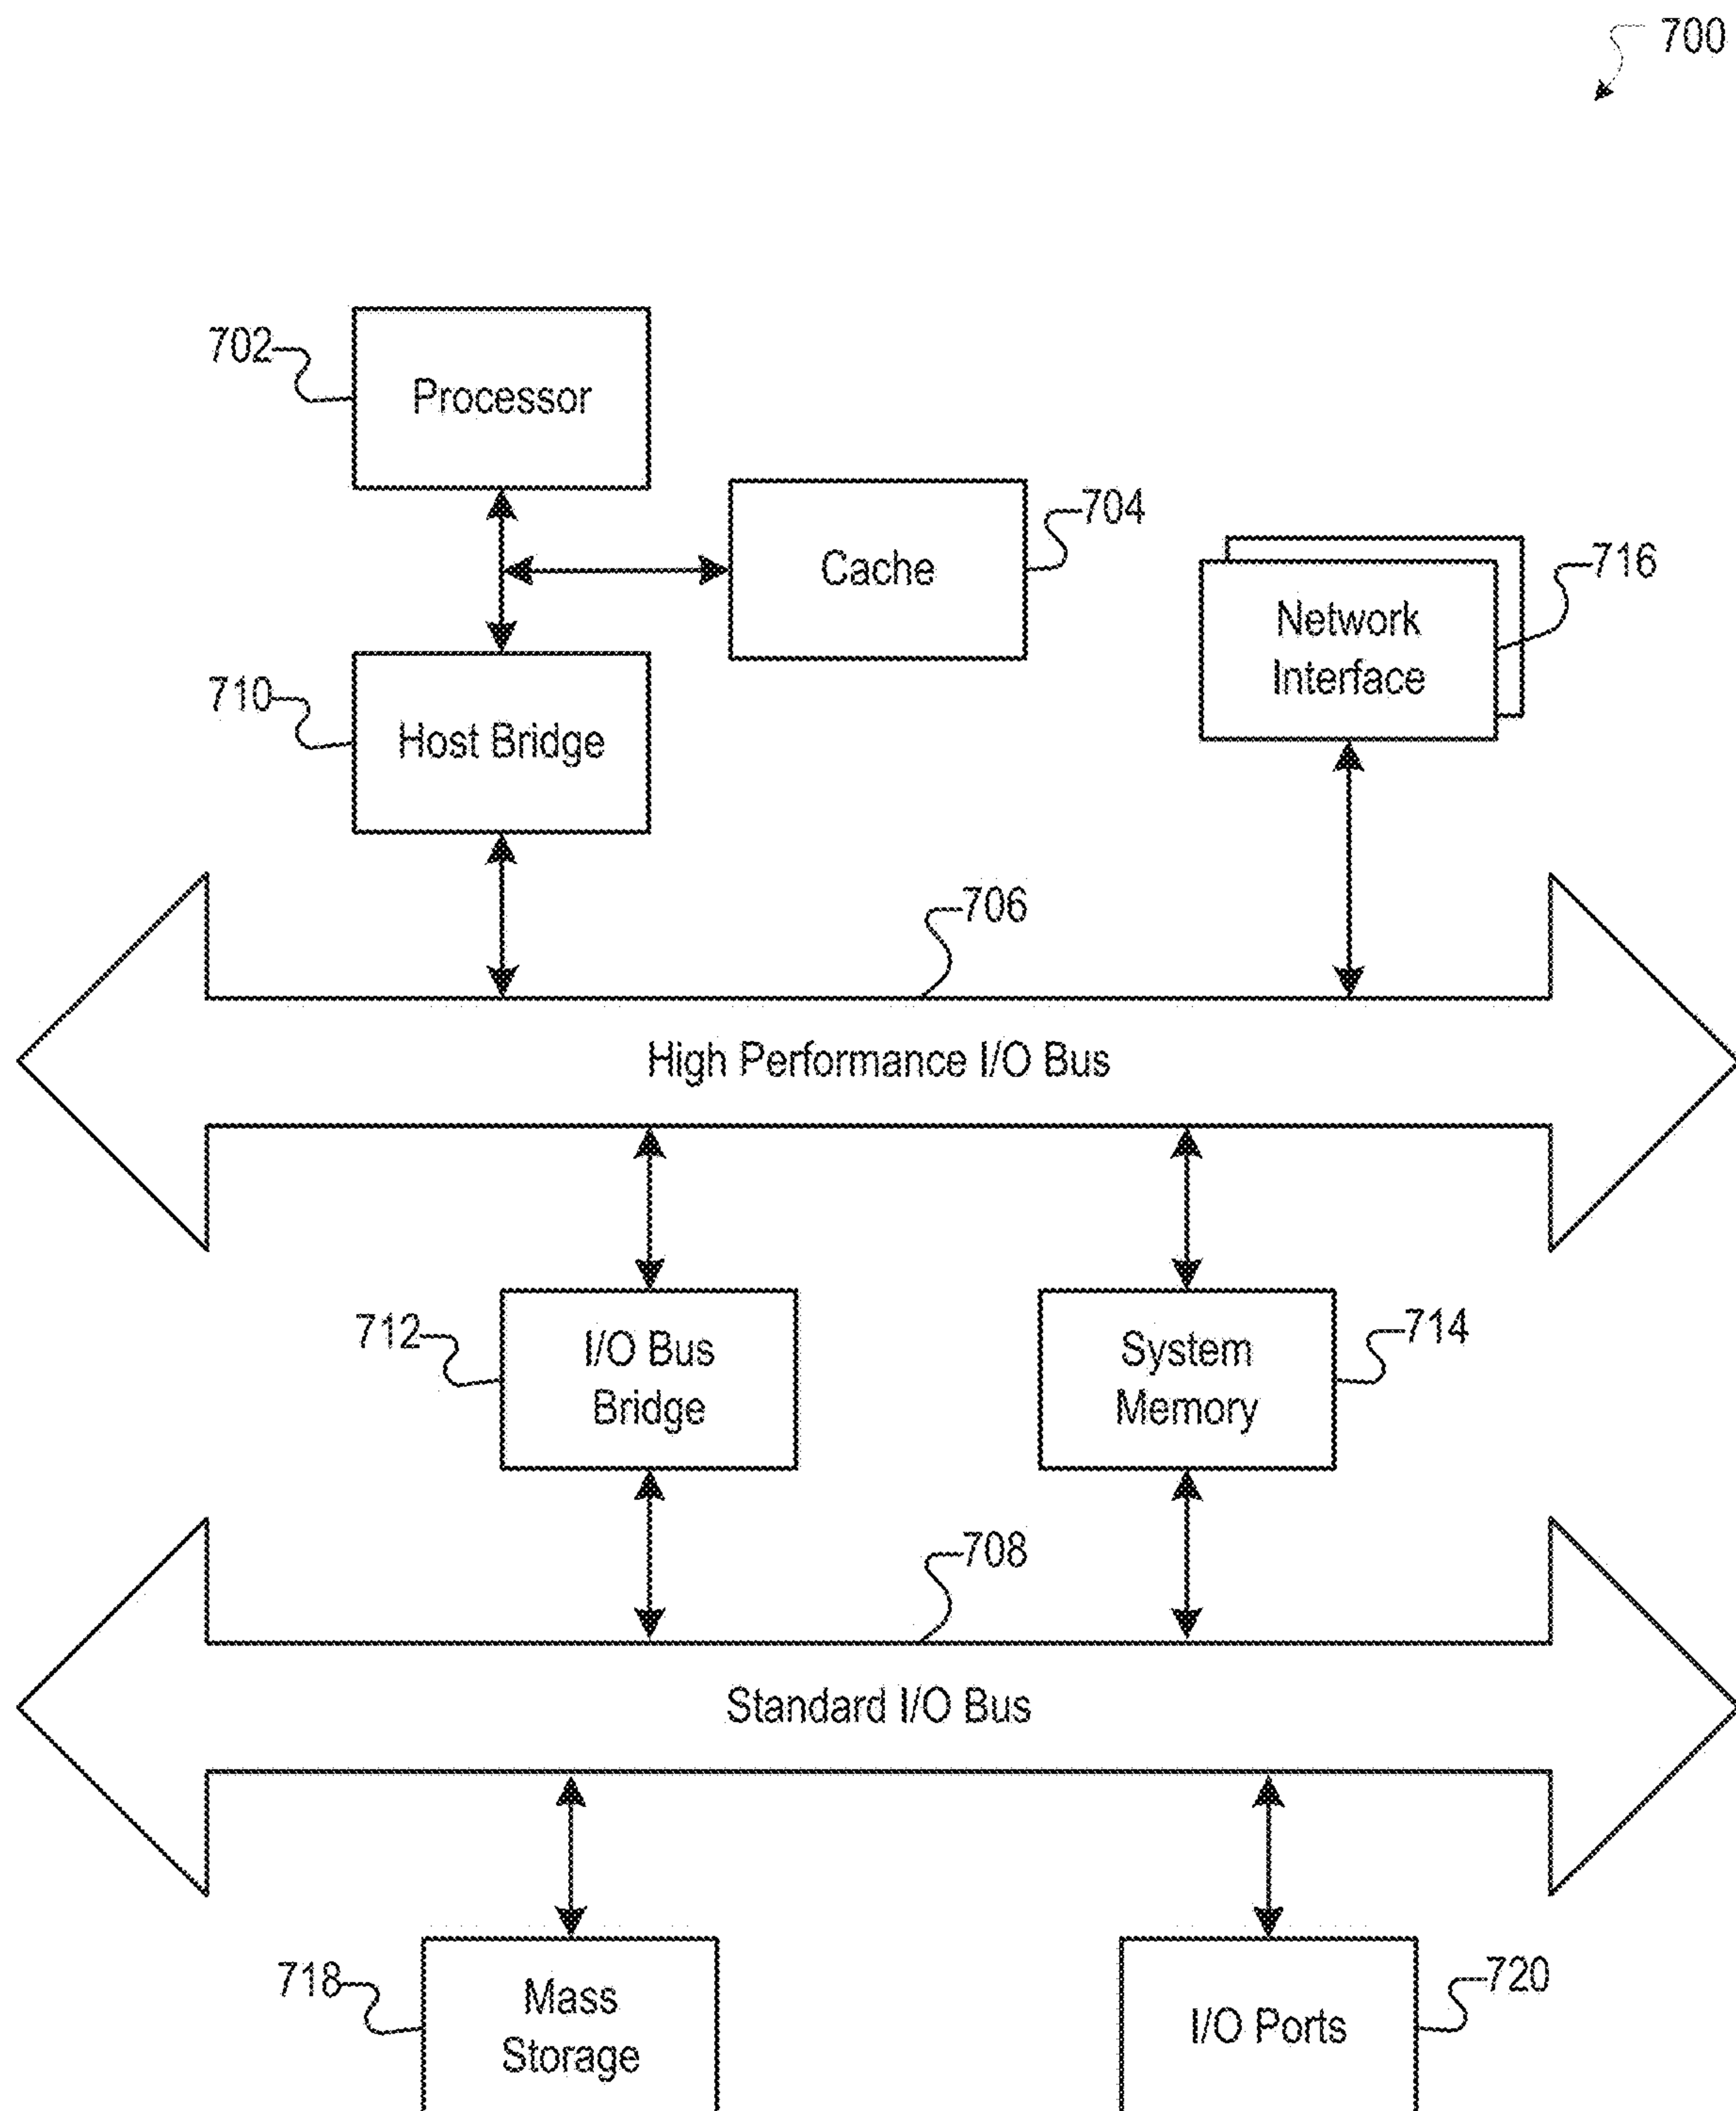 700
702
Processor
704
Cache
716
Network
Interface
710
Host Bridge
706
High Performance I/O Bus
712
I/O Bus
Bridge
714
System
Memory
708
Standard I/O Bus
718
Mass
Storage
720
I/O Ports